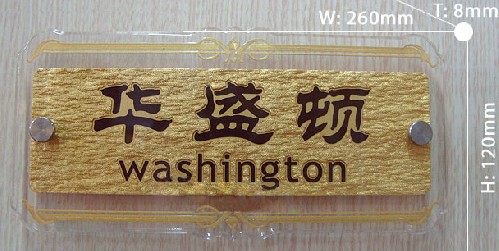 W: 260mm
T: 8mm
华盛顿
washington
H: 120mm